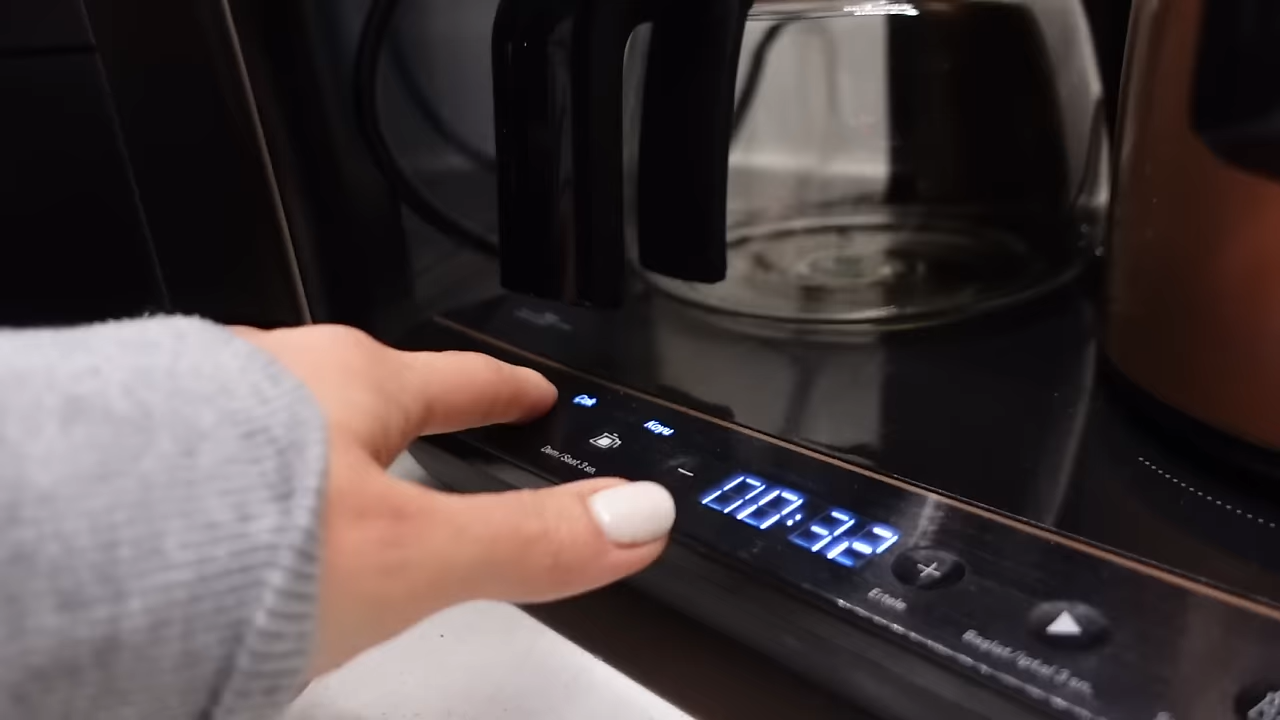 Çok
Koyu
Dem/Saat 3 sn.
00:32
Ertele
Başlat/İptal 3 sn.